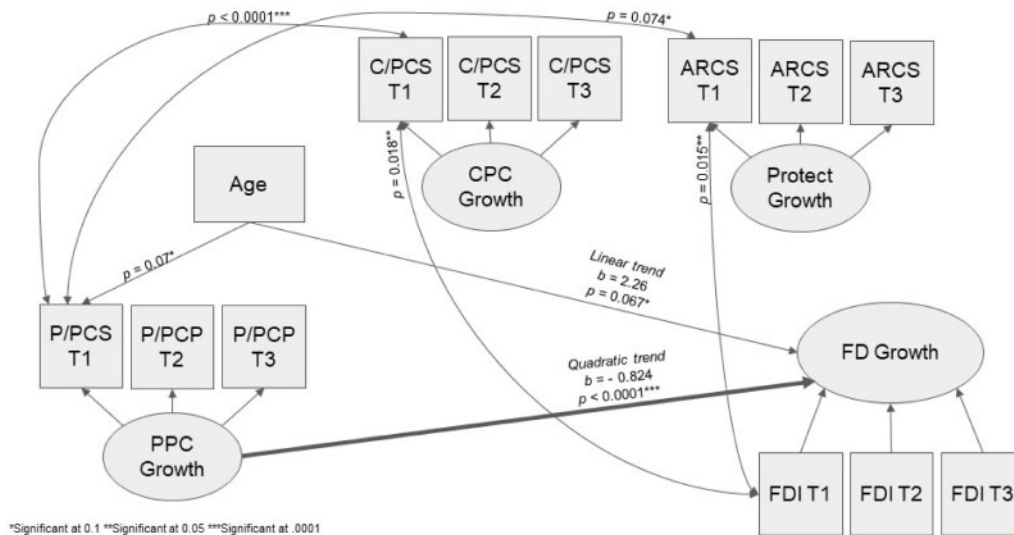 p < 0.0001***
p = 0.074*
C/PCS
T1
C/PCS
T2
C/PCS
T3
ARCS
T1
ARCS
T2
ARCS
T3
p = 0.018**
p = 0.015**
CPC
Growth
Protect
Growth
Age
p = 0.07*
Linear trend
b = 2.26
p = 0.067*
P/PCS
T1
P/PCP
T2
P/PCP
T3
FD Growth
Quadratic trend
b = - 0.824
p < 0.0001***
PPC
Growth
FDI T1
FDI T2
FDI T3
*Significant at 0.1 **Significant at 0.05 ***Significant at .0001